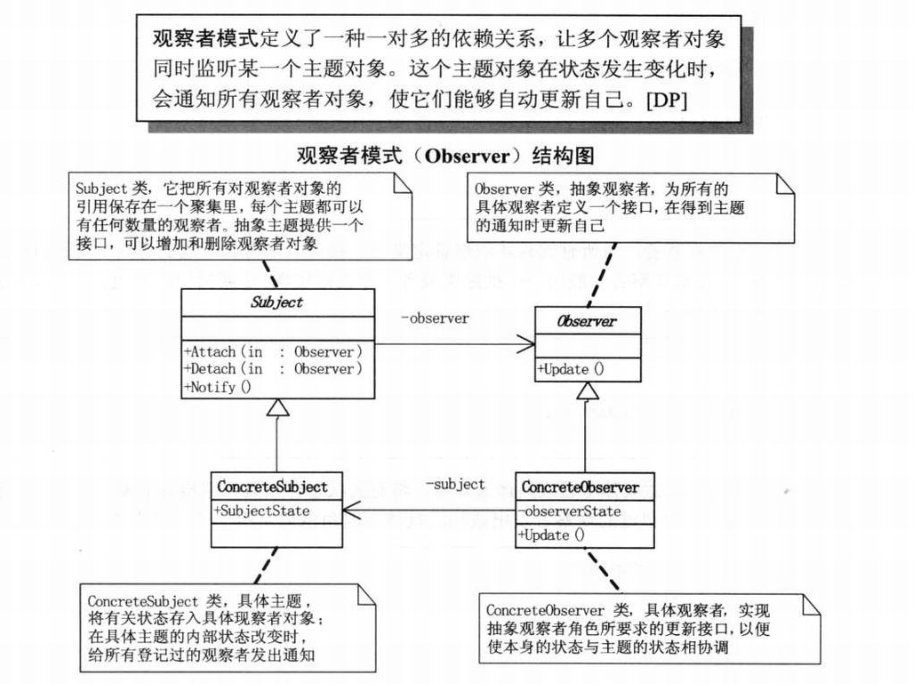 观察者模式定义了一种一对多的依赖关系，让多个观察者对象
同时监听某一个主题对象。这个主题对象在状态发生变化时，
会通知所有观察者对象，使它们能够自动更新自己。[DP]
观察者模式（Observer）结构图
Subject 类，它把所有对观察者对象的
引用保存在一个聚集里，每个主题都可以
有任何数量的观察者。抽象主题提供一个
接口，可以增加和删除观察者对象
Observer 类，抽象观察者，为所有的
具体观察者定义一个接口，在得到主题
的通知时更新自己
Subject
+Attach(in : Observer)
+Detach(in : Observer)
+Notify()
-observer
Observer
+Update()
ConcreteSubject
+SubjectState
-subject
ConcreteObserver
-observerState
+Update()
ConcreteSubject 类，具体主题，
将有关状态存入具体现察者对象；
在具体主题的内部状态改变时，
给所有登记过的观察者发出通知
ConcreteObserver 类，具体观察者，实现
抽象观察者角色所要求的更新接口，以便
使本身的状态与主题的状态相协调